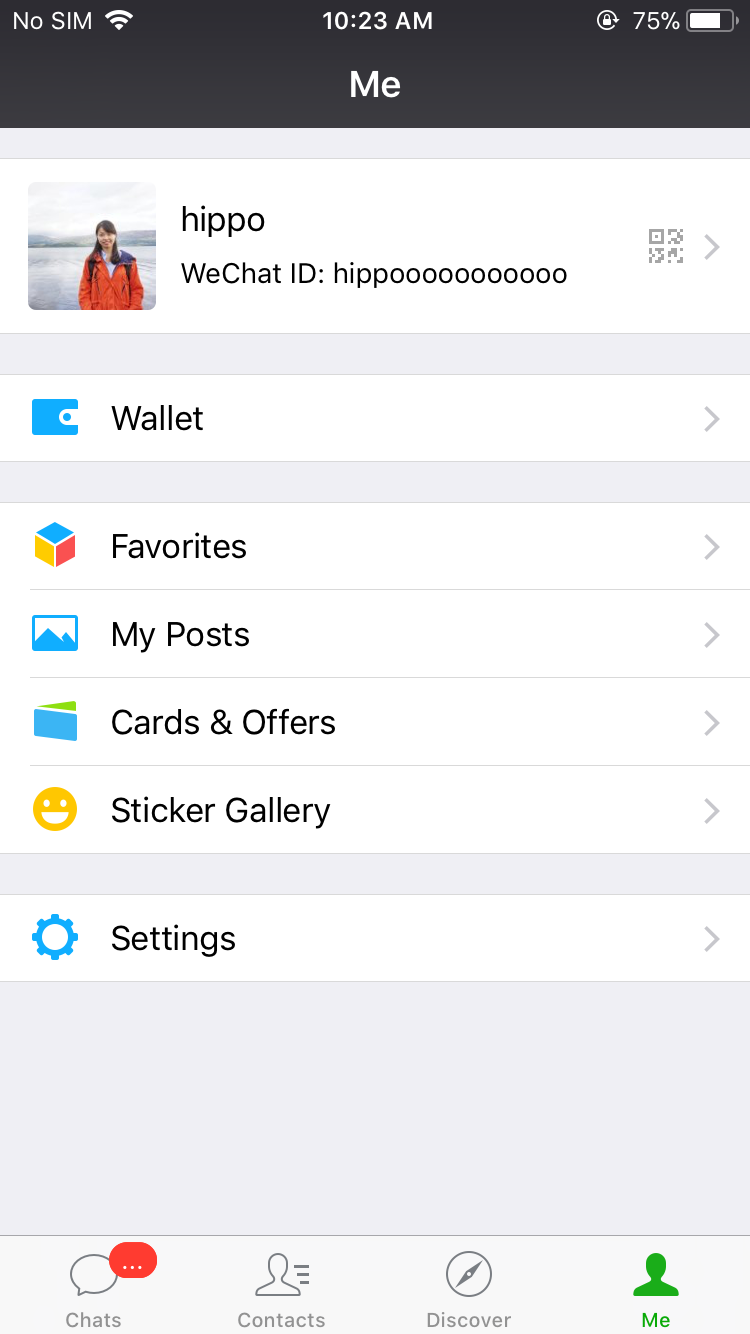 No SIM 10:23 AM 75%
Me
hippo
WeChat ID: hippooooooooooo
Wallet
Favorites
My Posts
Cards & Offers
Sticker Gallery
Settings
...
Chats Contacts Discover Me